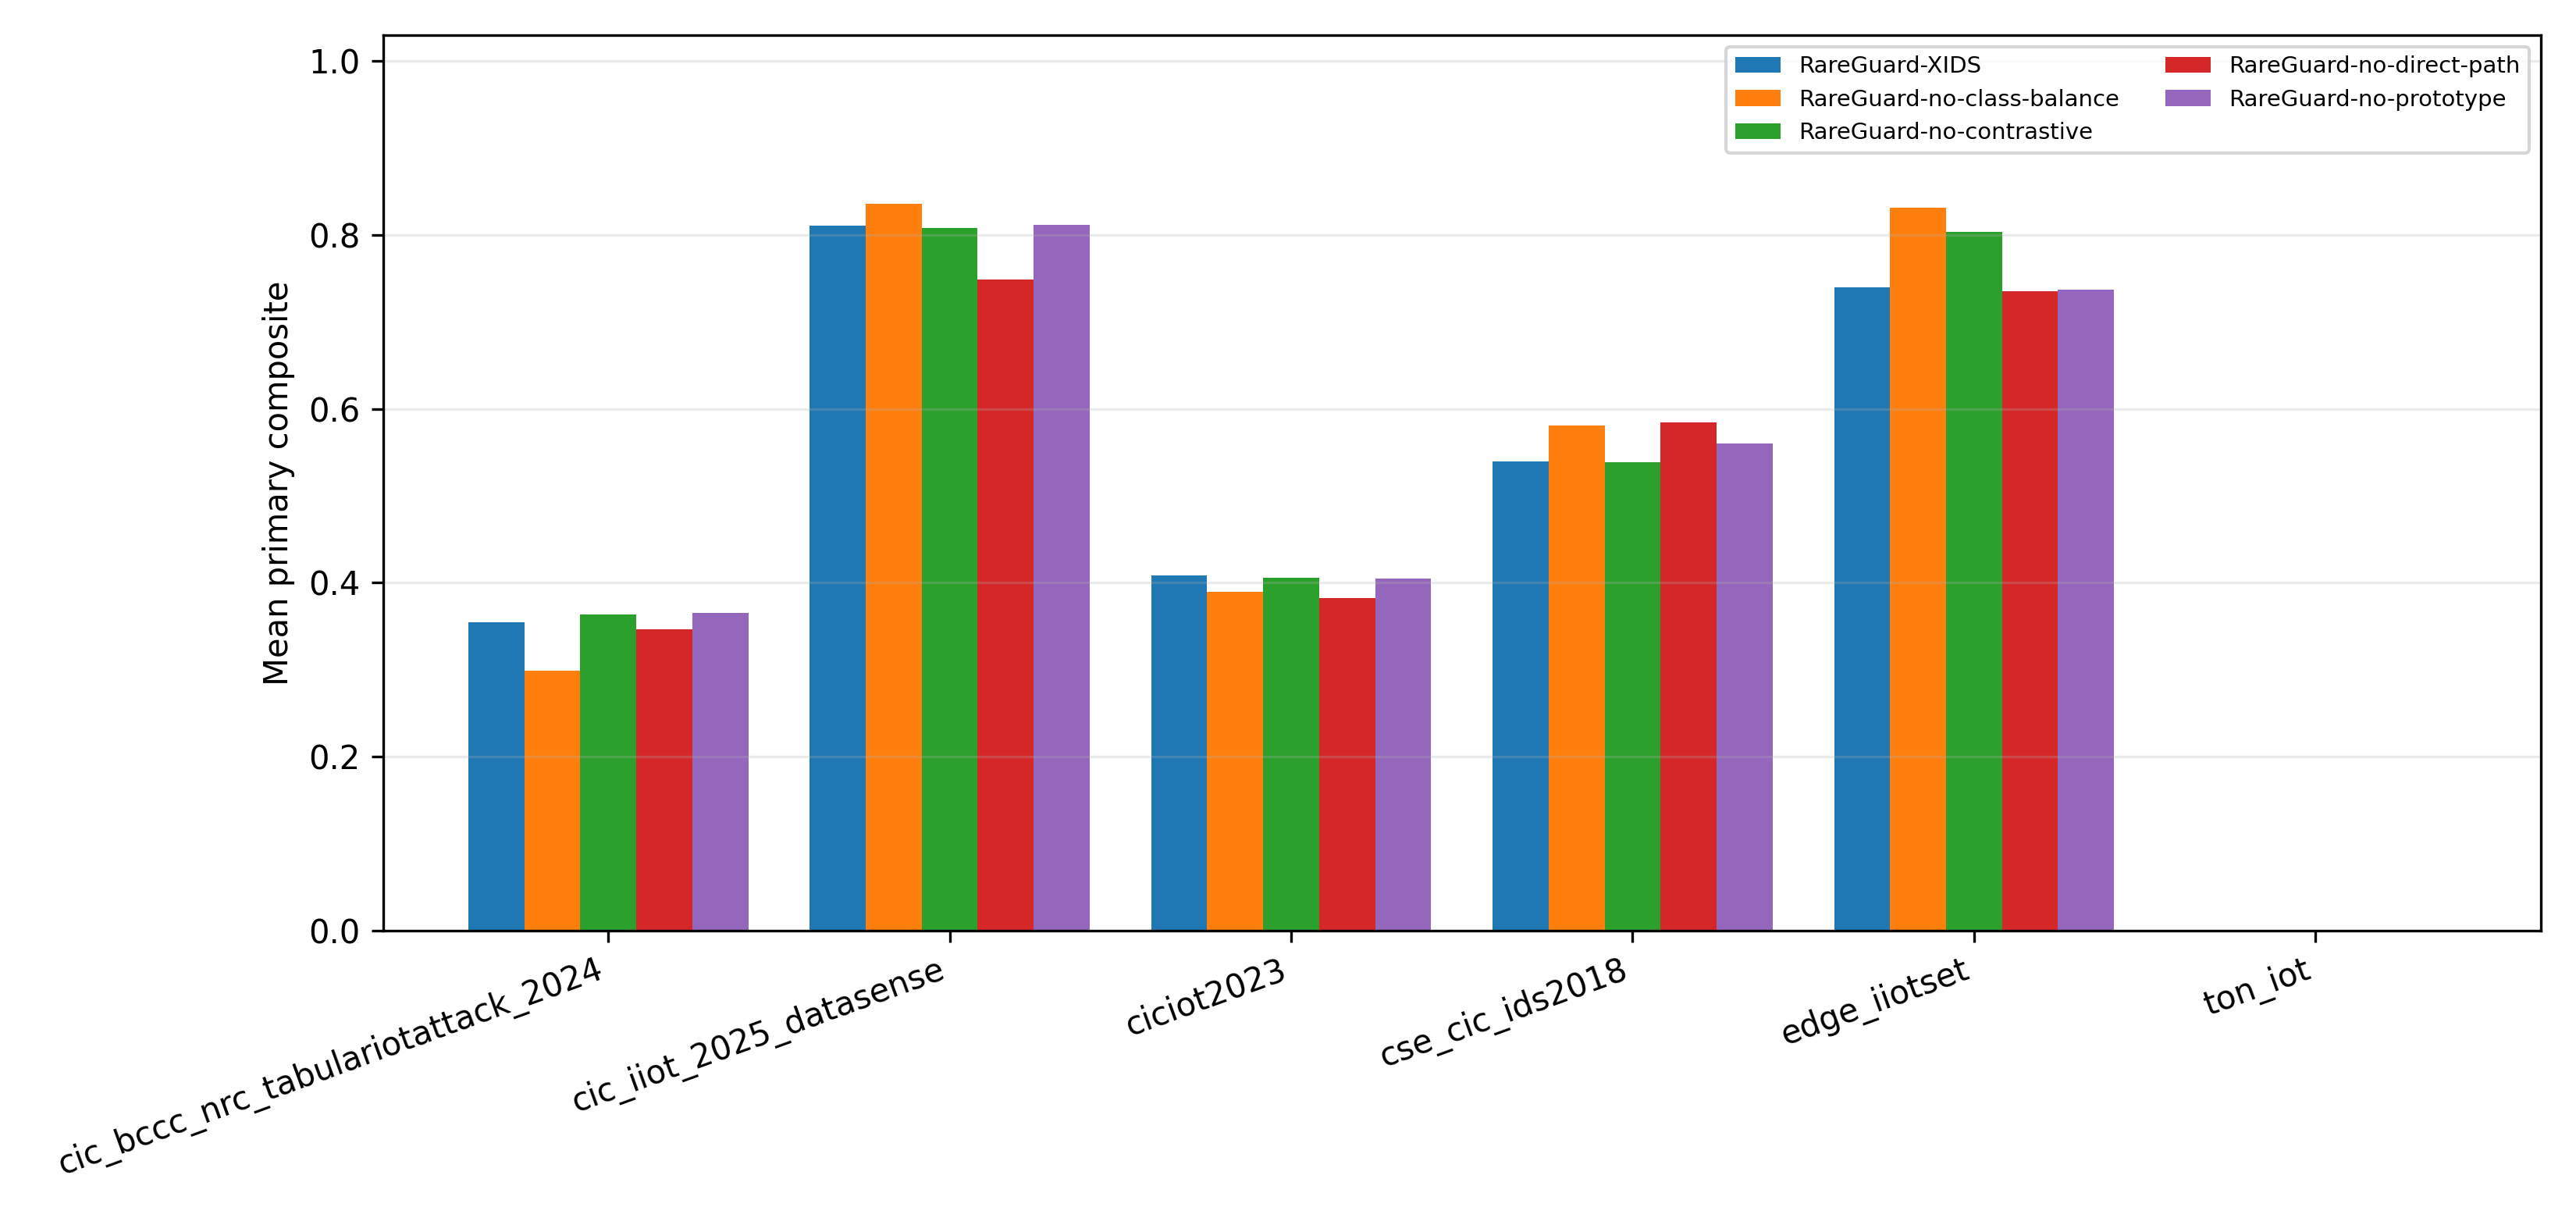 RareGuard-XIDS
RareGuard-no-class-balance
RareGuard-no-contrastive
RareGuard-no-direct-path
RareGuard-no-prototype
Mean primary composite
1.0
0.8
0.6
0.4
0.2
0.0
cic_bccc_nrc_tabulariotattack_2024
cic_iiot_2025_datasense
ciciot2023
cse_cic_ids2018
edge_iiotset
ton_iot